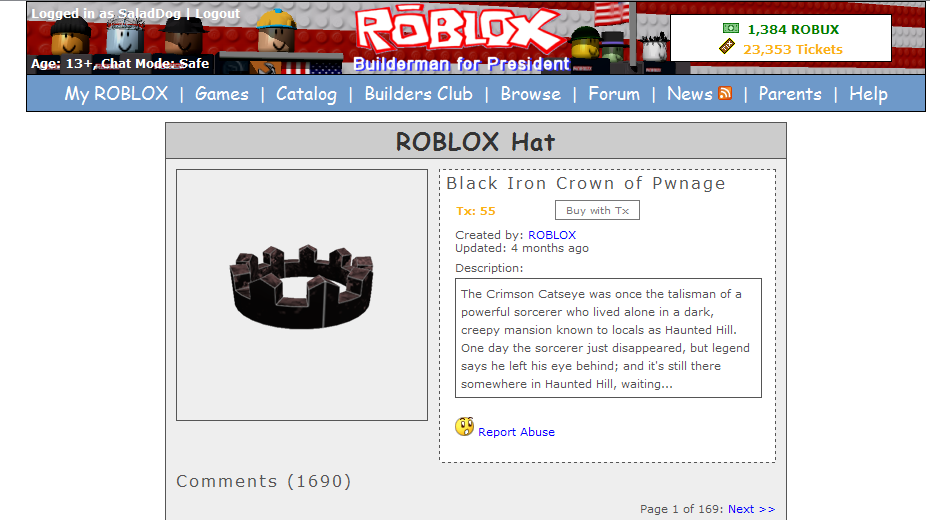 Logged in as SaladDog | Logout
ROBLOX
Builderman for President
1,384 ROBUX
23,353 Tickets
Age: 13+, Chat Mode: Safe
My ROBLOX | Games | Catalog | Builders Club | Browse | Forum | News | Parents | Help
ROBLOX Hat
Black Iron Crown of Pwnage
Tx: 55
Buy with Tx
Created by: ROBLOX
Updated: 4 months ago
Description:
The Crimson Catseye was once the talisman of a
powerful sorcerer who lived alone in a dark,
creepy mansion known to locals as Haunted Hill.
One day the sorcerer just disappeared, but legend
says he left his eye behind; and it's still there
somewhere in Haunted Hill, waiting...
Report Abuse
Comments (1690)
Page 1 of 169: Next >>